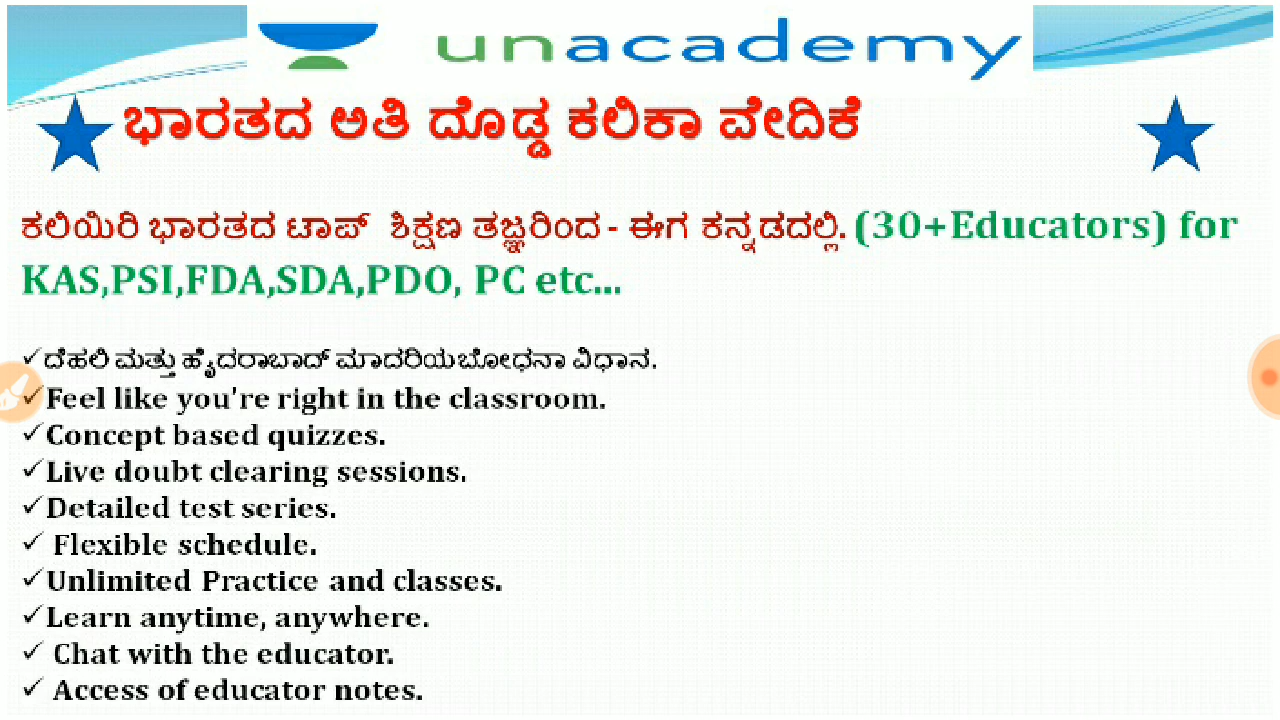 unacademy
ಭಾರತದ ಅತಿ ದೊಡ್ಡ ಕಲಿಕಾ ವೇದಿಕೆ
ಕಲಿಯಿರಿ ಭಾರತದ ಟಾಪ್ ಶಿಕ್ಷಣ ತಜ್ಞರಿಂದ - ಈಗ ಕನ್ನಡದಲ್ಲಿ. (30+Educators) for
KAS,PSI,FDA,SDA,PDO, PC etc...
✓ದೆಹಲಿ ಮತ್ತು ಹೈದರಾಬಾದ್ ಮಾದರಿಯ ಬೋಧನಾ ವಿಧಾನ.
✓Feel like you're right in the classroom.
✓Concept based quizzes.
✓Live doubt clearing sessions.
✓Detailed test series.
✓ Flexible schedule.
✓Unlimited Practice and classes.
✓Learn anytime, anywhere.
✓ Chat with the educator.
✓ Access of educator notes.